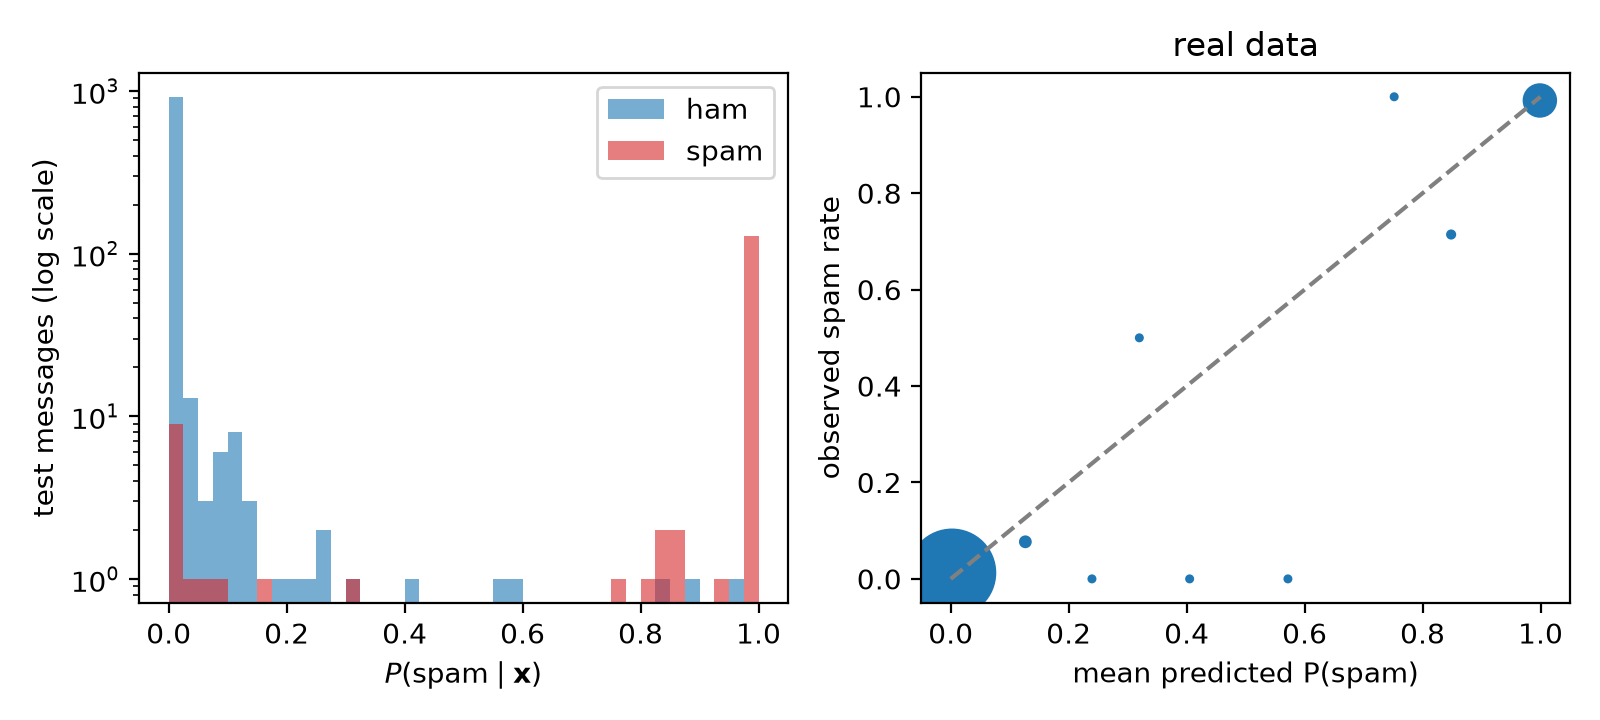 real data
test messages (log scale)
10³
10²
10¹
10⁰
ham
spam
0.0 0.2 0.4 0.6 0.8 1.0
P(spam | x)
observed spam rate
1.0
0.8
0.6
0.4
0.2
0.0
0.0 0.2 0.4 0.6 0.8 1.0
mean predicted P(spam)